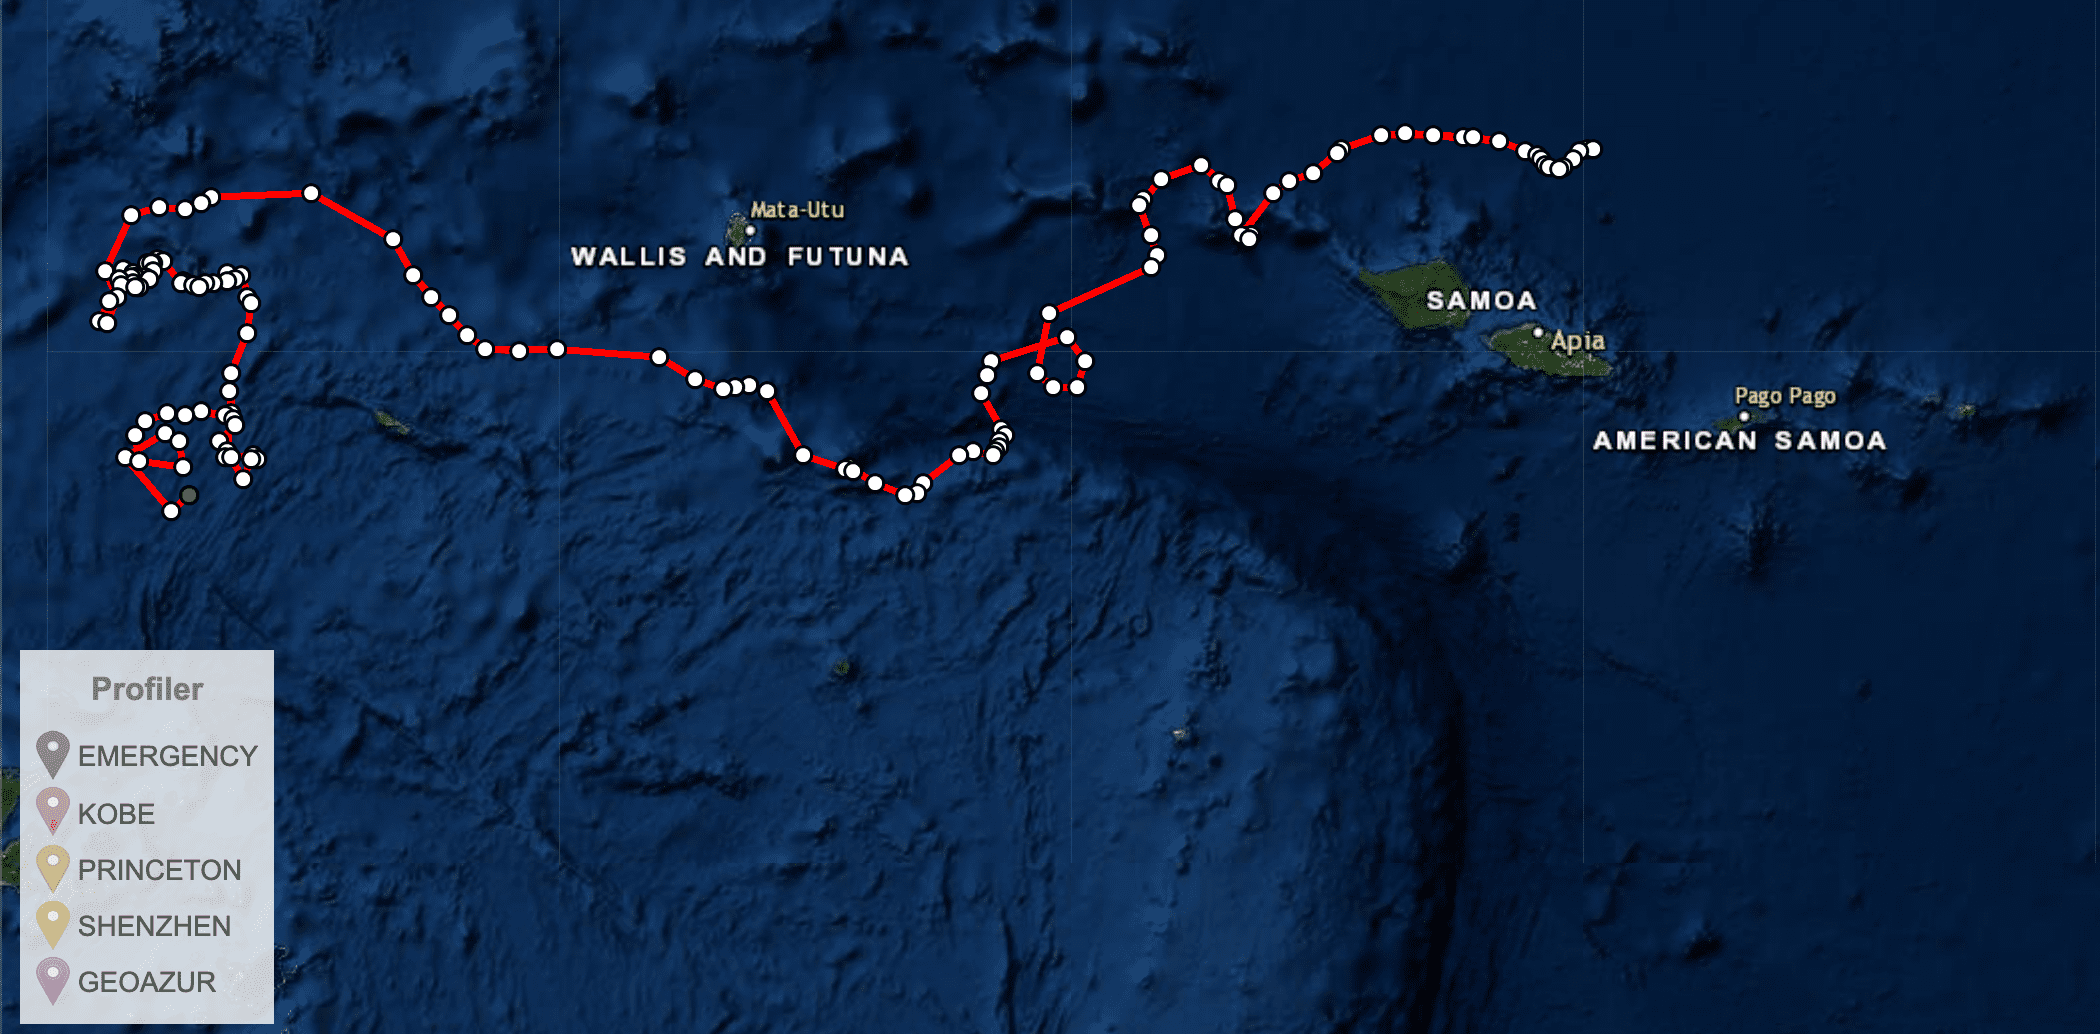 Mata-Utu
WALLIS AND FUTUNA
SAMOA
Apia
Pago Pago
AMERICAN SAMOA
Profiler
EMERGENCY
KOBE
PRINCETON
SHENZHEN
GEOAZUR